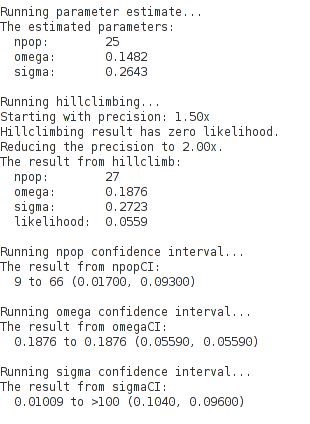 Running parameter estimate...
The estimated parameters:
  npop:        25
  omega:       0.1482
  sigma:       0.2643

Running hillclimbing...
Starting with precision: 1.50x
Hillclimbing result has zero likelihood.
Reducing the precision to 2.00x.
The result from hillclimb:
  npop:        27
  omega:       0.1876
  sigma:       0.2723
  likelihood:  0.0559

Running npop confidence interval...
The result from npopCI:
  9 to 66 (0.01700, 0.09300)

Running omega confidence interval...
The result from omegaCI:
  0.1876 to 0.1876 (0.05590, 0.05590)

Running sigma confidence interval...
The result from sigmaCI:
  0.01009 to >100 (0.1040, 0.09600)